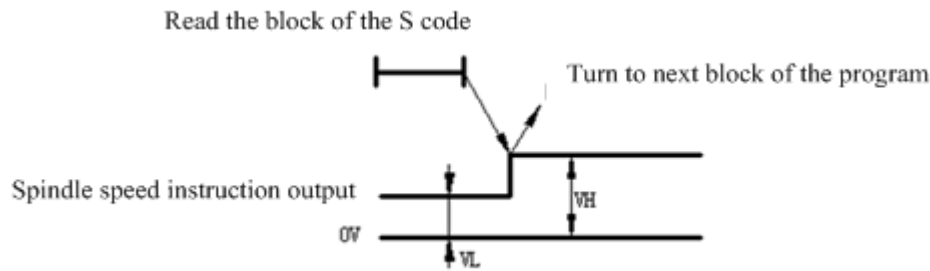 Read the block of the S code
Turn to next block of the program
Spindle speed instruction output
VH
0V
VL